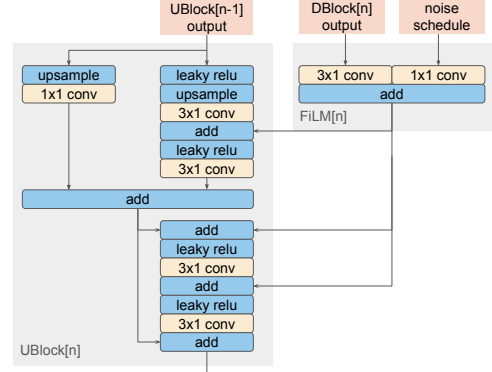 UBlock[n-1]
output
DBlock[n]
output
noise
schedule
upsample
1x1 conv
leaky relu
upsample
3x1 conv
add
leaky relu
3x1 conv
3x1 conv
1x1 conv
add
FiLM[n]
add
add
leaky relu
3x1 conv
add
leaky relu
3x1 conv
add
UBlock[n]